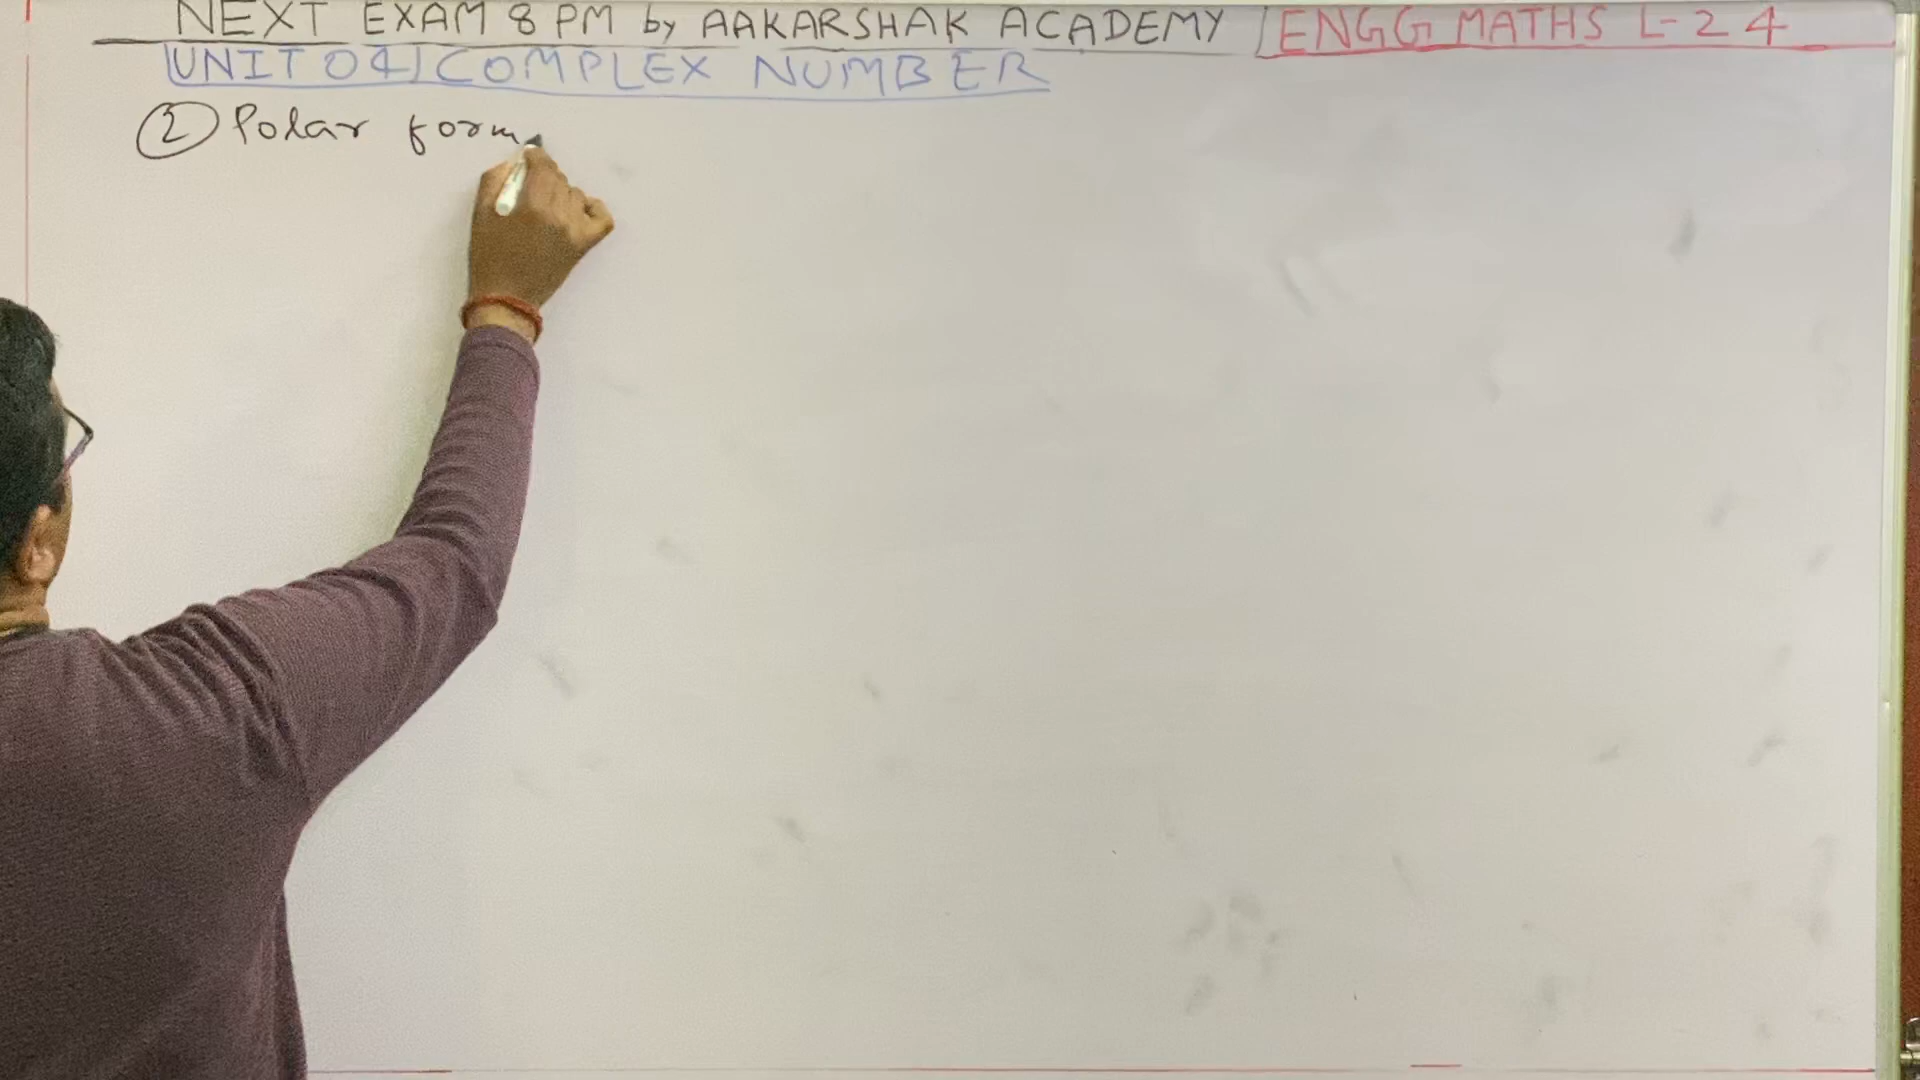 NEXT EXAM 8 PM by AAKARSHAK ACADEMY ENGG MATHS L-24
UNIT 04 COMPLEX NUMBER
② Polar form